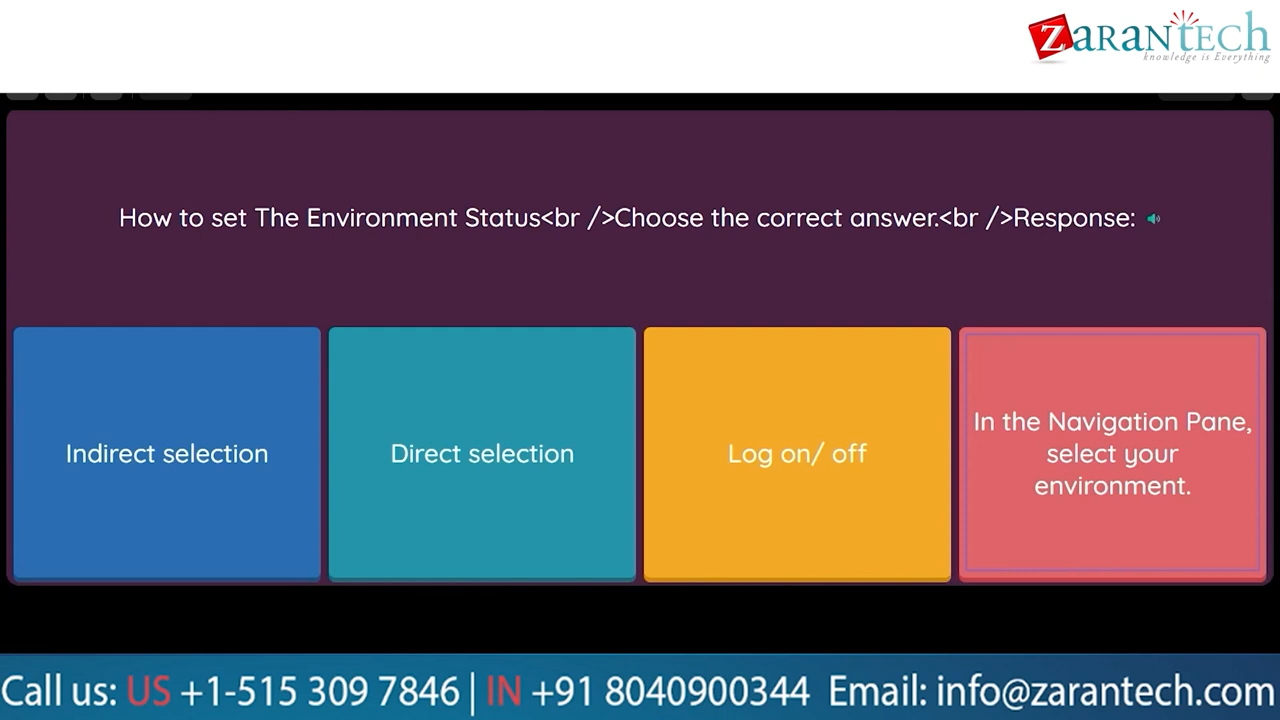 ZARANTECH
knowledge is Everything
How to set The Environment Status<br />Choose the correct answer.<br />Response:
Indirect selection
Direct selection
Log on/ off
In the Navigation Pane,
select your
environment.
Call us: US +1-515 309 7846 | IN +91 8040900344 Email: info@zarantech.com